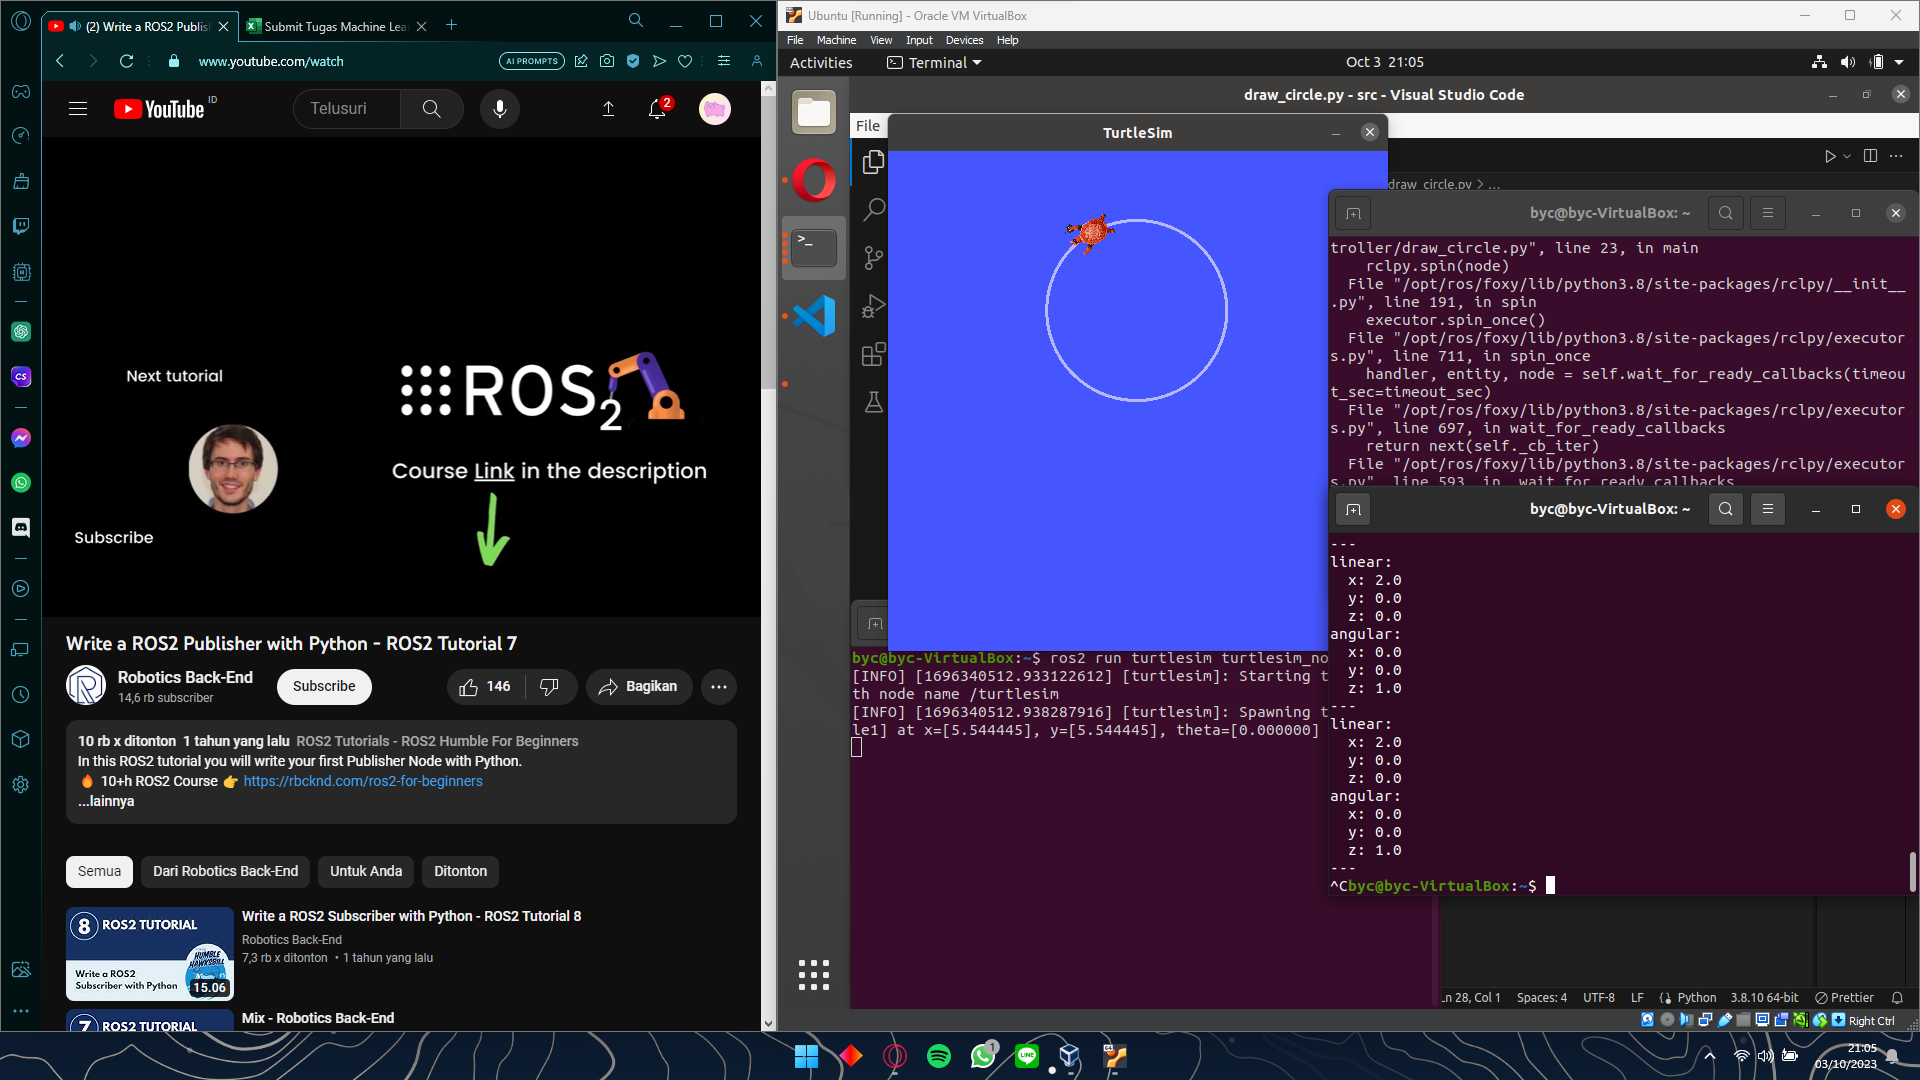 (2) Write a ROS2 Publis
Submit Tugas Machine Lea
www.youtube.com/watch
AI PROMPTS
YouTube ID
Telusuri
2
Next tutorial
ROS2
Course Link in the description
Subscribe
Write a ROS2 Publisher with Python - ROS2 Tutorial 7
Robotics Back-End
14,6 rb subscriber
Subscribe
146
Bagikan
10 rb x ditonton 1 tahun yang lalu ROS2 Tutorials - ROS2 Humble For Beginners
In this ROS2 tutorial you will write your first Publisher Node with Python.
🔥 10+h ROS2 Course 👉 https://rbcknd.com/ros2-for-beginners
...lainnya
Semua
Dari Robotics Back-End
Untuk Anda
Ditonton
8 ROS2 TUTORIAL
HUMBLE
HAWKSBILL
Write a ROS2
Subscriber with Python
15.06
Write a ROS2 Subscriber with Python - ROS2 Tutorial 8
Robotics Back-End
7,3 rb x ditonton • 1 tahun yang lalu
7 ROS2 TUTORIAL
Mix - Robotics Back-End
Ubuntu [Running] - Oracle VM VirtualBox
File Machine View Input Devices Help
Activities
Terminal
Oct 3 21:05
draw_circle.py - src - Visual Studio Code
File
TurtleSim
draw_circle.py > ...
byc@byc-VirtualBox: ~
troller/draw_circle.py", line 23, in main
rclpy.spin(node)
File "/opt/ros/foxy/lib/python3.8/site-packages/rclpy/__init__
.py", line 191, in spin
executor.spin_once()
File "/opt/ros/foxy/lib/python3.8/site-packages/rclpy/executor
s.py", line 711, in spin_once
handler, entity, node = self.wait_for_ready_callbacks(timeou
t_sec=timeout_sec)
File "/opt/ros/foxy/lib/python3.8/site-packages/rclpy/executor
s.py", line 697, in wait_for_ready_callbacks
return next(self._cb_iter)
File "/opt/ros/foxy/lib/python3.8/site-packages/rclpy/executor
s.py", line 593, in _wait_for_ready_callbacks
byc@byc-VirtualBox: ~
---
linear:
x: 2.0
y: 0.0
z: 0.0
angular:
x: 0.0
y: 0.0
z: 1.0
---
linear:
x: 2.0
y: 0.0
z: 0.0
angular:
x: 0.0
y: 0.0
z: 1.0
---
^Cbyc@byc-VirtualBox:~$
byc@byc-VirtualBox:~$ ros2 run turtlesim turtlesim_no
[INFO] [1696340512.933122612] [turtlesim]: Starting t
th node name /turtlesim
[INFO] [1696340512.938287916] [turtlesim]: Spawning t
le1] at x=[5.544445], y=[5.544445], theta=[0.000000]
Ln 28, Col 1 Spaces: 4 UTF-8 LF Python 3.8.10 64-bit Prettier
Right Ctrl
1
LINE
21:05
03/10/2023